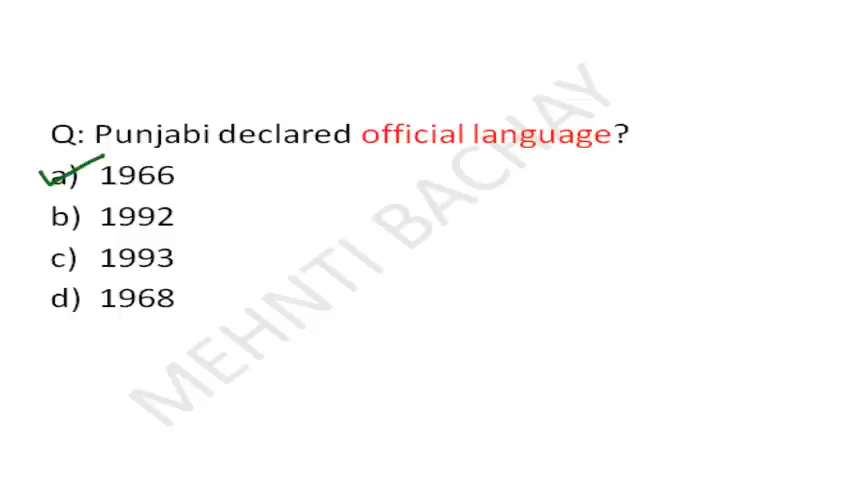 Q: Punjabi declared official language?
a) 1966
b) 1992
c) 1993
d) 1968
MEHNTI BACHAY